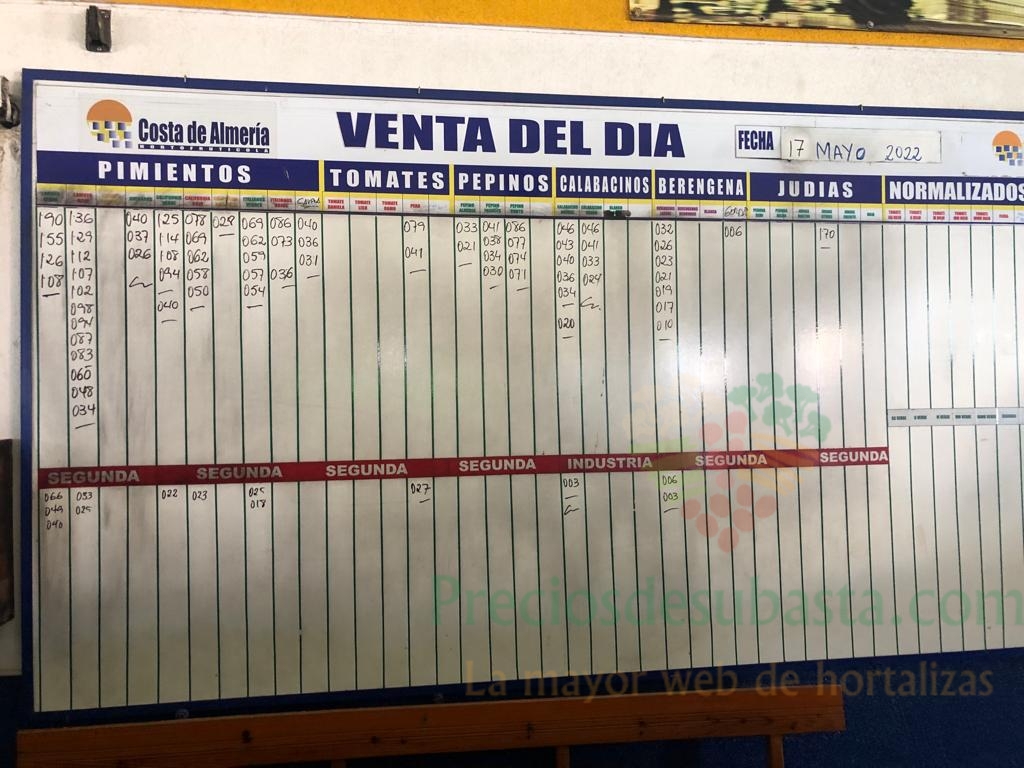 Costa de Almería
HORTOFRUTICOLA
VENTA DEL DIA
FECHA 17 MAYO 2022
PIMIENTOS TOMATES PEPINOS CALABACINOS BERENGENA JUDIAS NORMALIZADOS
190 136 040 125 078 029 069 086 040 079 033 041 086 046 046 032 006 170
155 129 037 114 069 062 073 036 021 038 077 043 041 026
126 112 026 108 062 059 031 041 034 074 040 033 023
108 107 094 058 057 036 030 071 036 024 021
102 050 054 034 019
098 040 017
094 020 010
087
083
060
048
034
SEGUNDA SEGUNDA SEGUNDA SEGUNDA INDUSTRIA SEGUNDA SEGUNDA
066 033 022 023 025 027 003 006
049 025 018 003
040
Preciosdesubasta.com
La mayor web de hortalizas